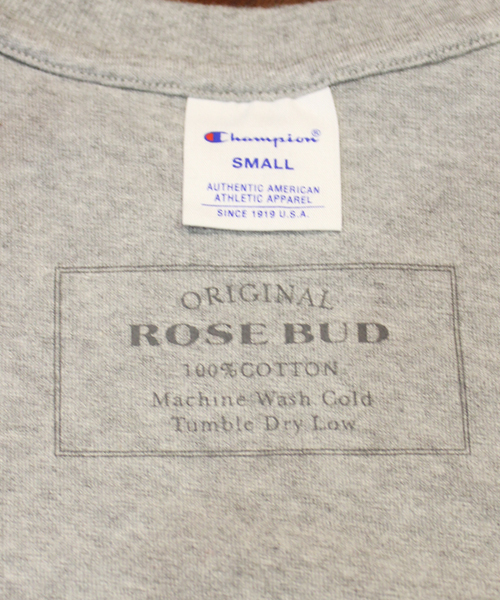 Champion®
SMALL
AUTHENTIC AMERICAN
ATHLETIC APPAREL
SINCE 1919 U.S.A.
ORIGINAL
ROSE BUD
100%COTTON
Machine Wash Cold
Tumble Dry Low